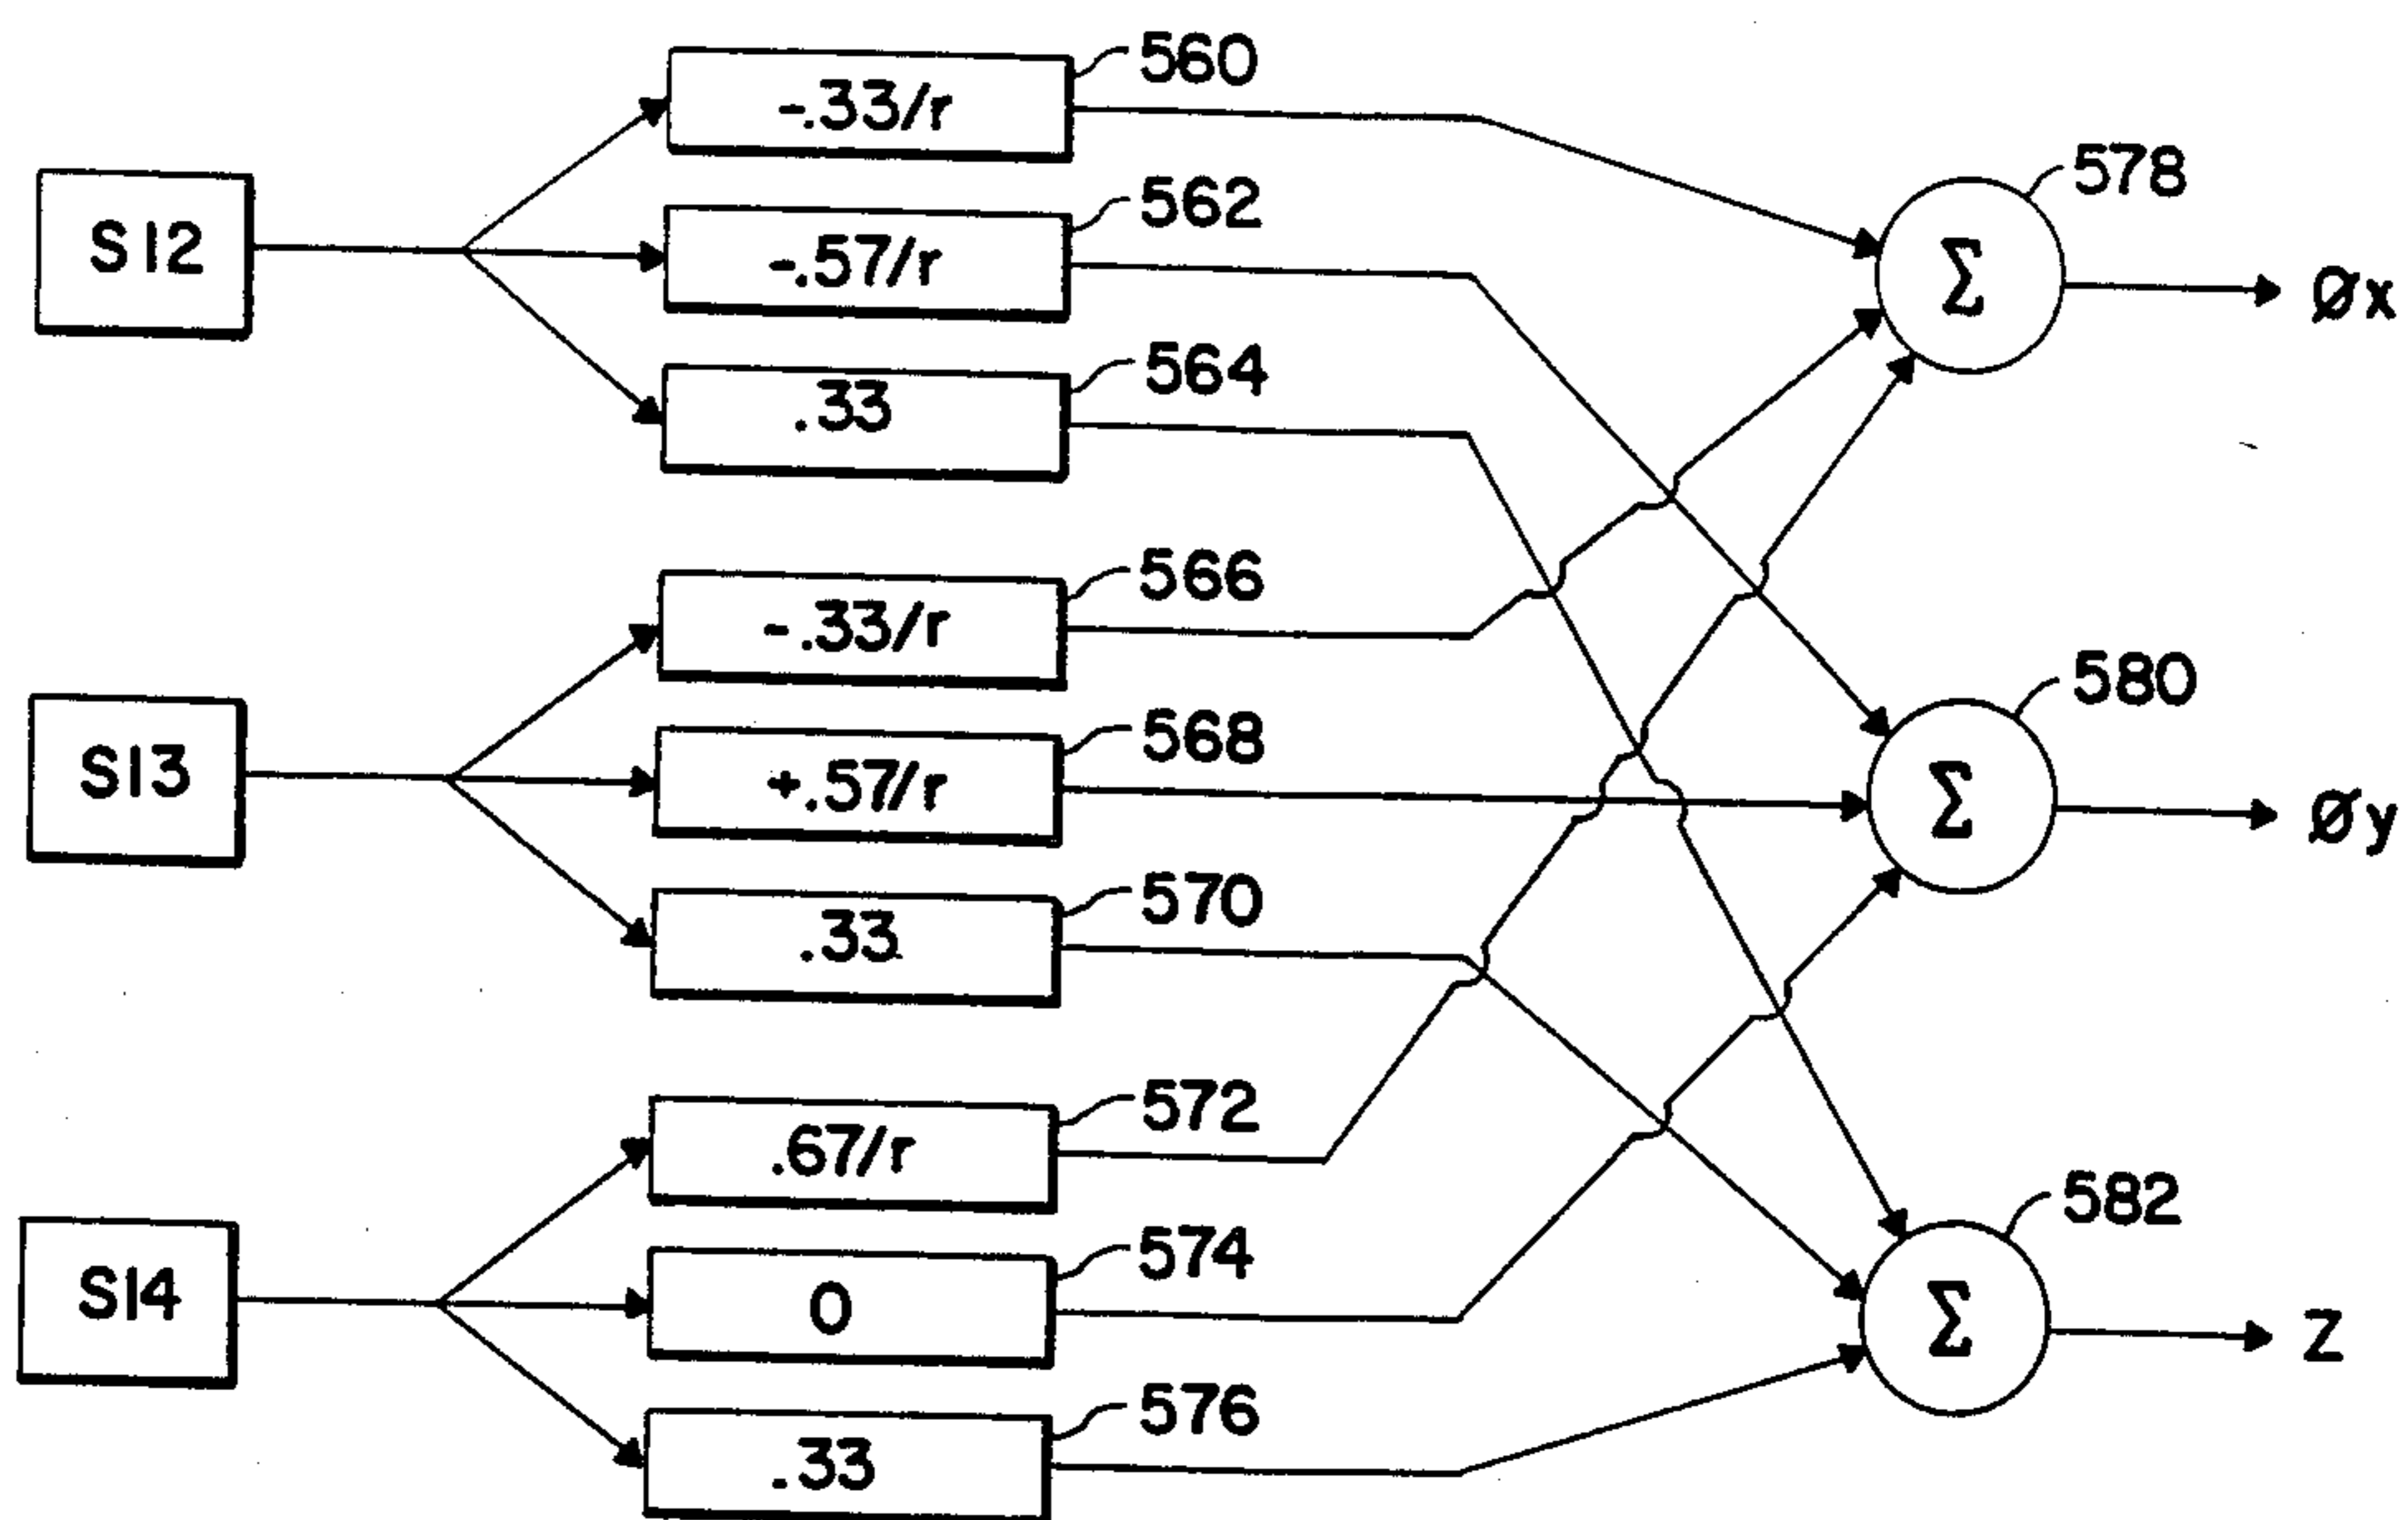 560
-.33/r
S12
578
562
-.57/r
Σ
Øx
564
.33
566
-.33/r
580
S13
568
+.57/r
Σ
Øy
570
.33
572
.67/r
582
S14
574
0
Σ
Z
576
.33